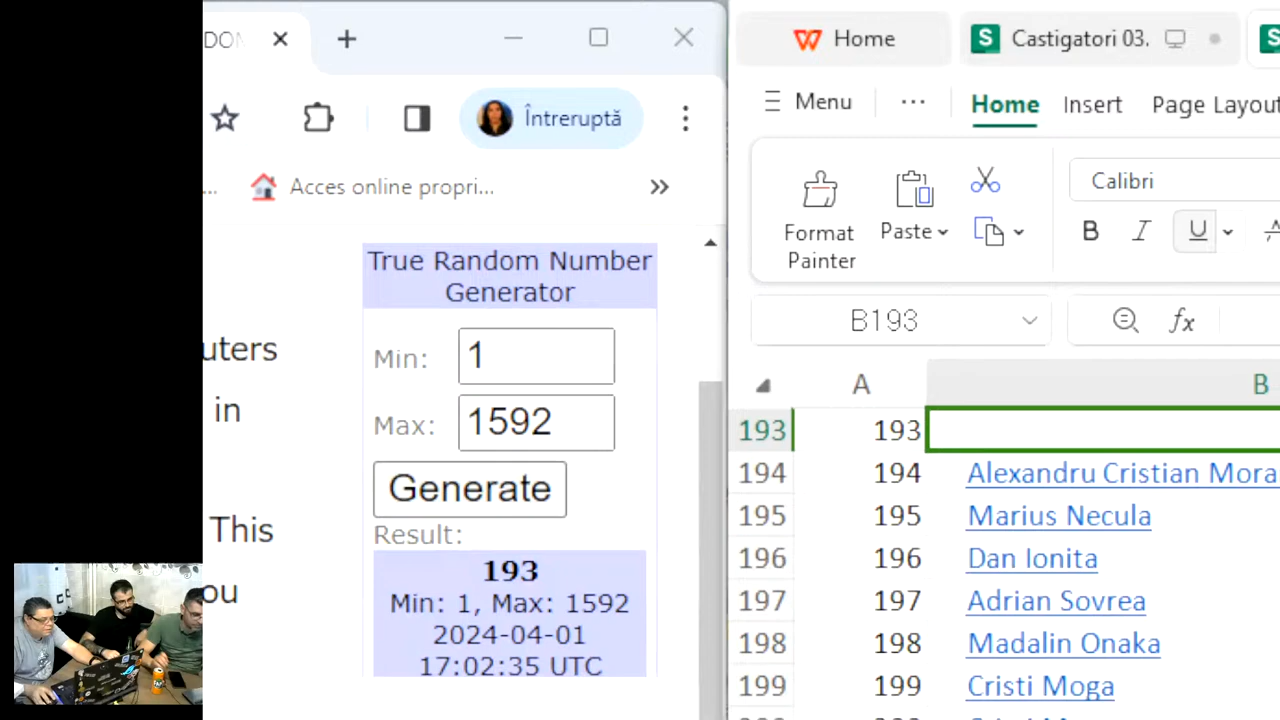 Întreruptă
Acces online propri...
»
uters
in
This
ou
True Random Number
Generator
Min: 1
Max: 1592
Generate
Result:
193
Min: 1, Max: 1592
2024-04-01
17:02:35 UTC
Home
S Castigatori 03.
S
Menu ...
Home Insert Page Layout
Format
Painter
Paste
Calibri
B I U A
B193
fx
A B
193 193
194 194 Alexandru Cristian Mora
195 195 Marius Necula
196 196 Dan Ionita
197 197 Adrian Sovrea
198 198 Madalin Onaka
199 199 Cristi Moga